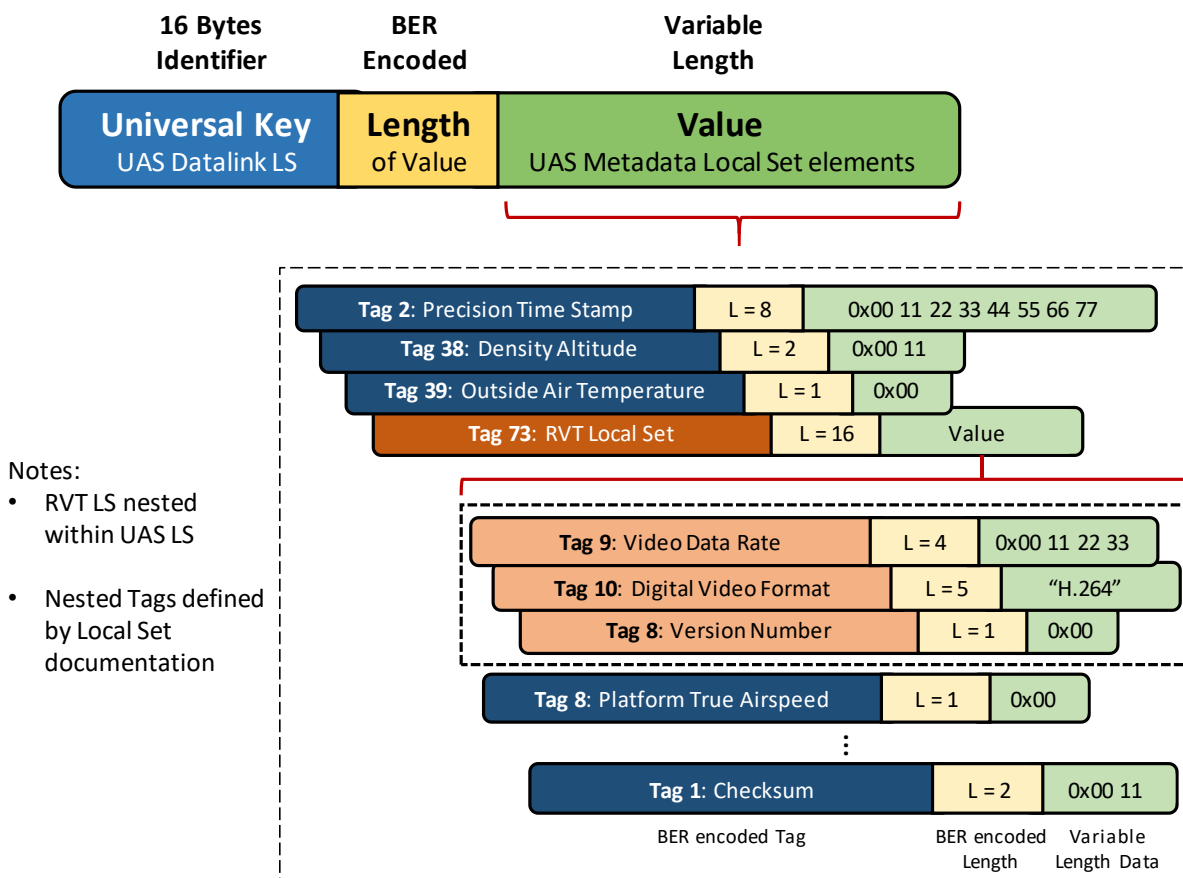 16 Bytes
Identifier
BER
Encoded
Variable
Length
Universal Key
UAS Datalink LS
Length
of Value
Value
UAS Metadata Local Set elements
Tag 2: Precision Time Stamp
L = 8
0x00 11 22 33 44 55 66 77
Tag 38: Density Altitude
L = 2
0x00 11
Tag 39: Outside Air Temperature
L = 1
0x00
Tag 73: RVT Local Set
L = 16
Value
Notes:
• RVT LS nested
within UAS LS
• Nested Tags defined
by Local Set
documentation
Tag 9: Video Data Rate
L = 4
0x00 11 22 33
Tag 10: Digital Video Format
L = 5
“H.264”
Tag 8: Version Number
L = 1
0x00
Tag 8: Platform True Airspeed
L = 1
0x00
⋮
Tag 1: Checksum
L = 2
0x00 11
BER encoded Tag
BER encoded
Length
Variable
Length Data